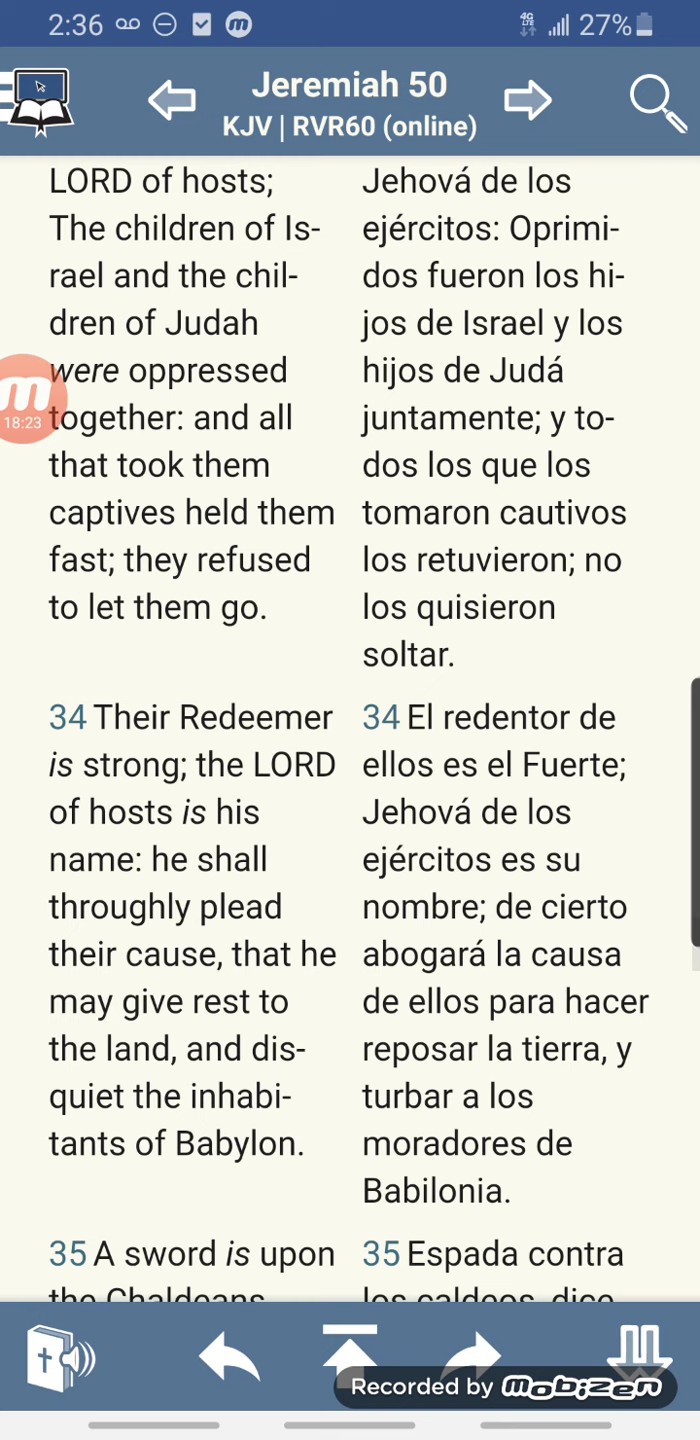 2:36
4G
LTE
27%
Jeremiah 50
KJV | RVR60 (online)
LORD of hosts;
The children of Is-
rael and the chil-
dren of Judah
were oppressed
together: and all
that took them
captives held them
fast; they refused
to let them go.
Jehová de los
ejércitos: Oprimi-
dos fueron los hi-
jos de Israel y los
hijos de Judá
juntamente; y to-
dos los que los
tomaron cautivos
los retuvieron; no
los quisieron
soltar.
m
18:23
34 Their Redeemer
is strong; the LORD
of hosts is his
name: he shall
throughly plead
their cause, that he
may give rest to
the land, and dis-
quiet the inhabi-
tants of Babylon.
34 El redentor de
ellos es el Fuerte;
Jehová de los
ejércitos es su
nombre; de cierto
abogará la causa
de ellos para hacer
reposar la tierra, y
turbar a los
moradores de
Babilonia.
35 A sword is upon
the Chaldeans
35 Espada contra
los caldeos, dice
Recorded by mobizen